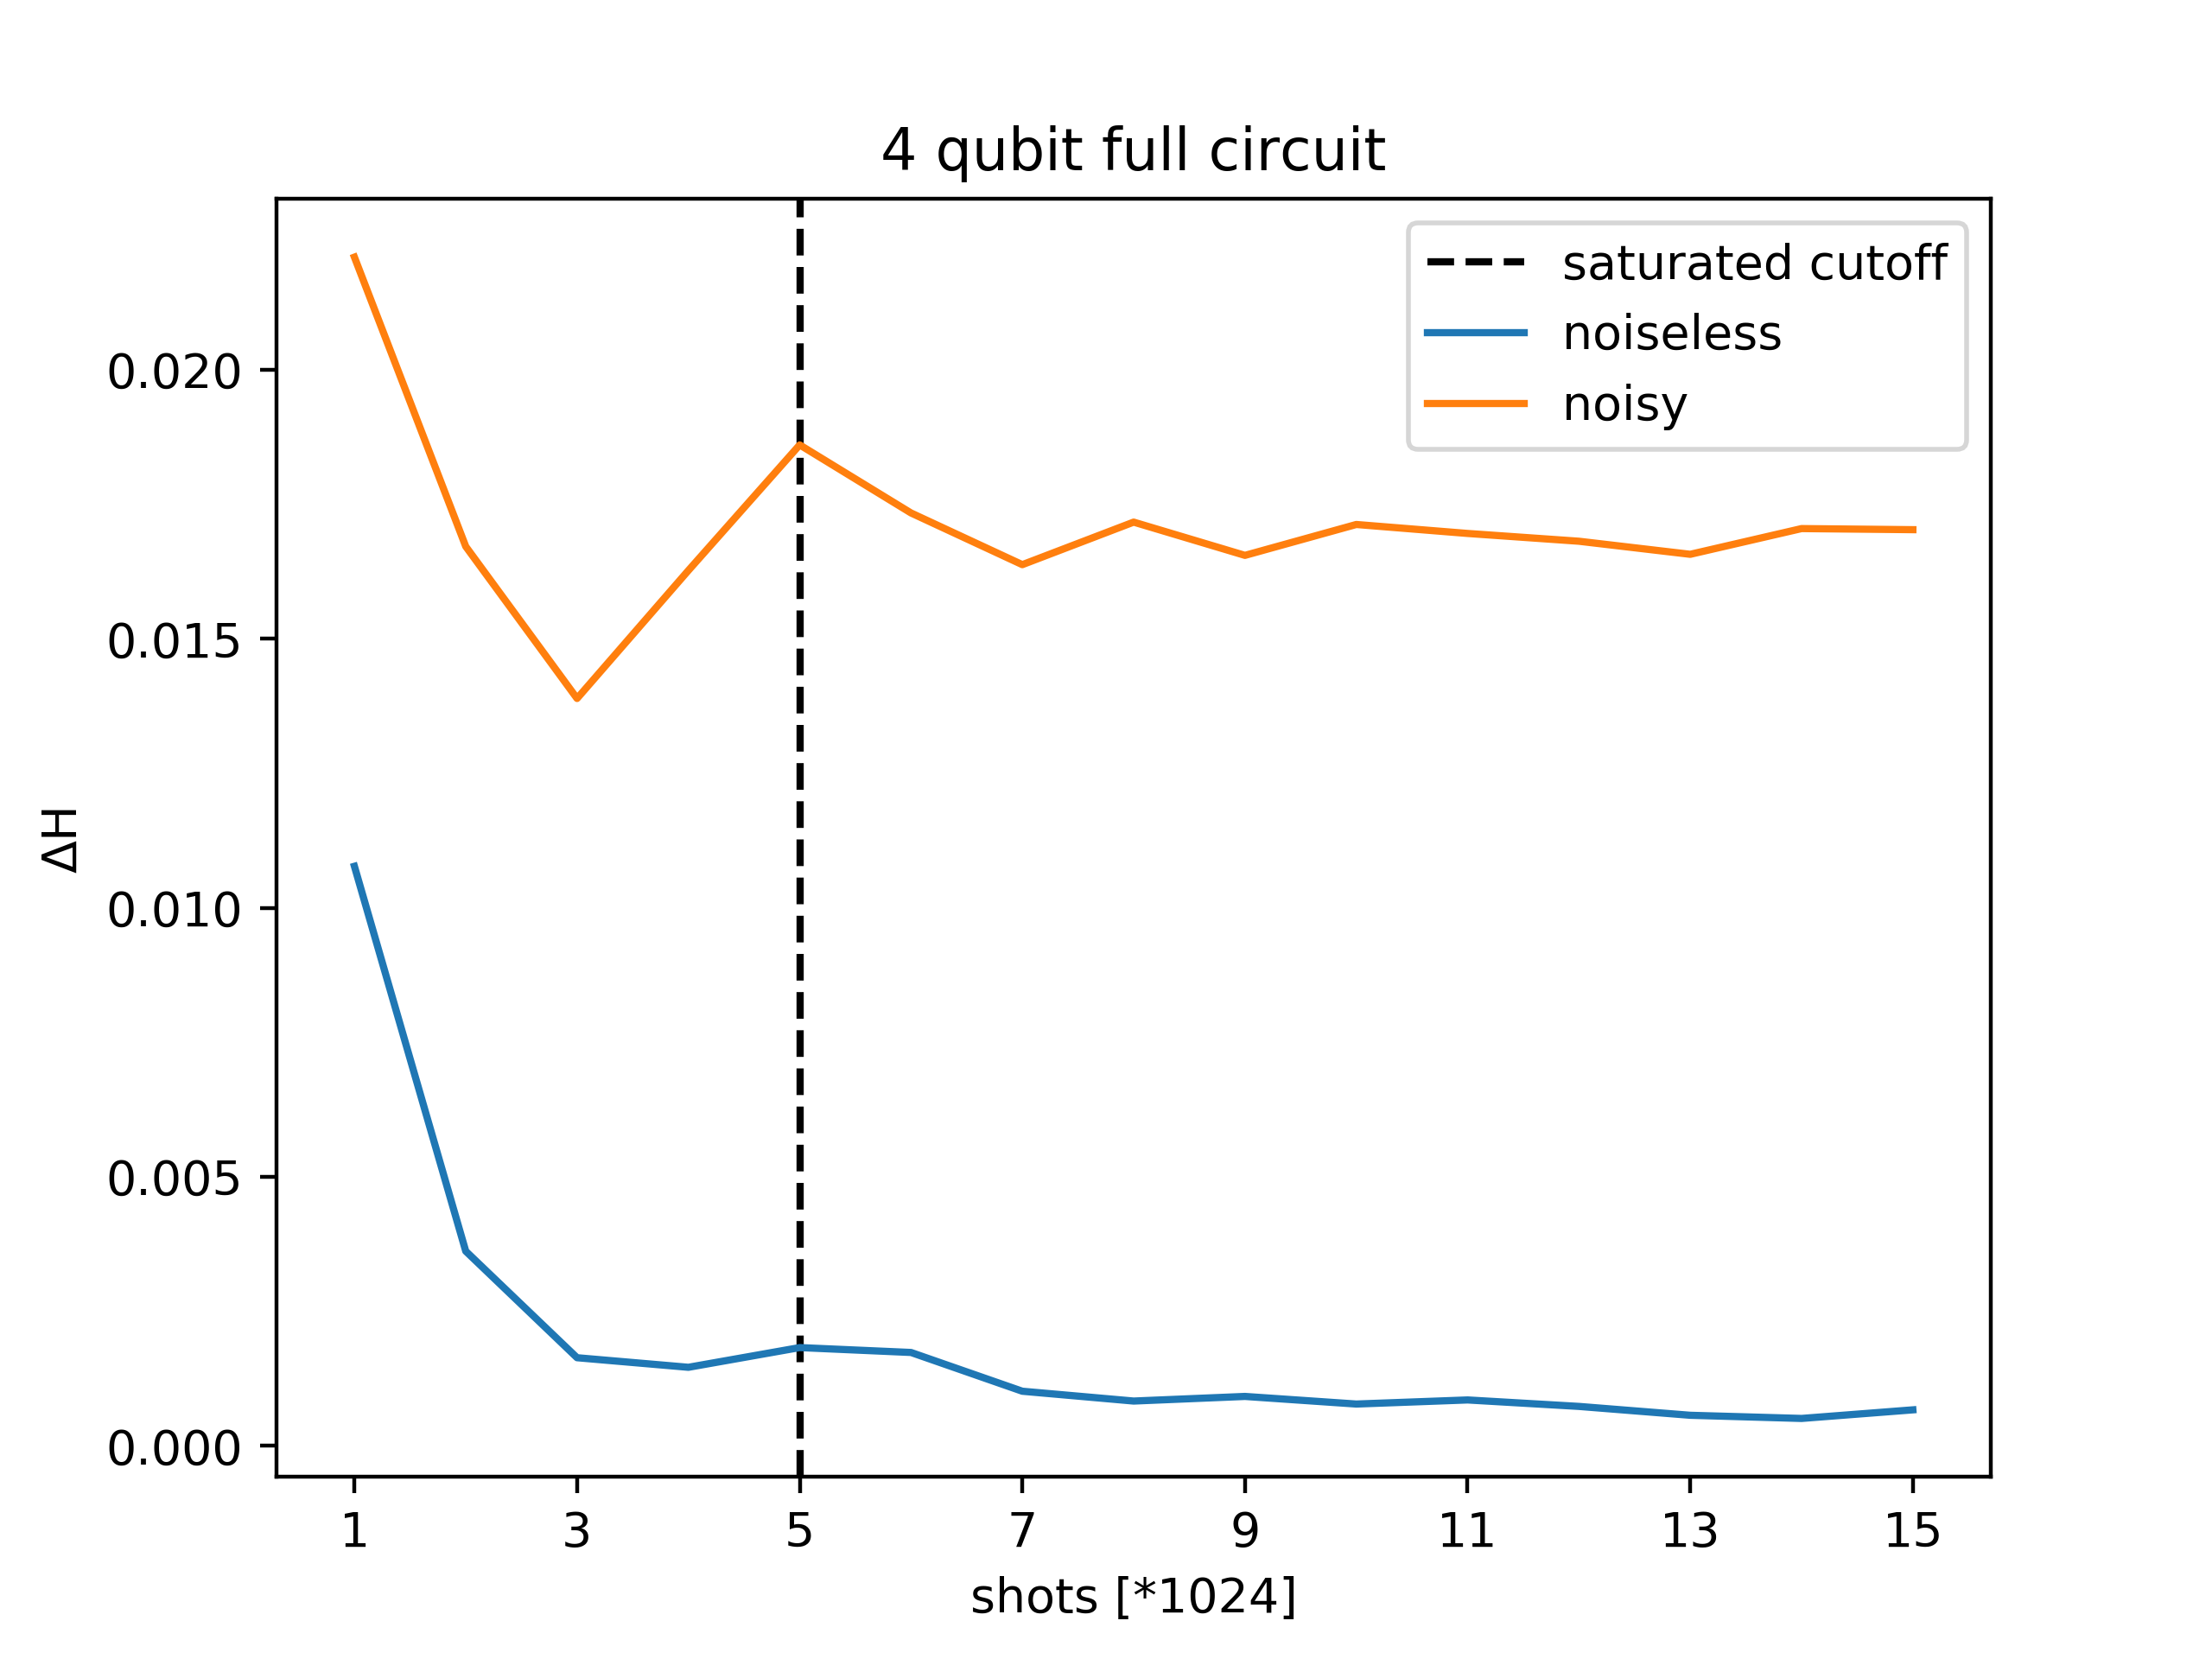 4 qubit full circuit
saturated cutoff
noiseless
noisy
0.020
0.015
0.010
0.005
0.000
ΔH
1 3 5 7 9 11 13 15
shots [*1024]